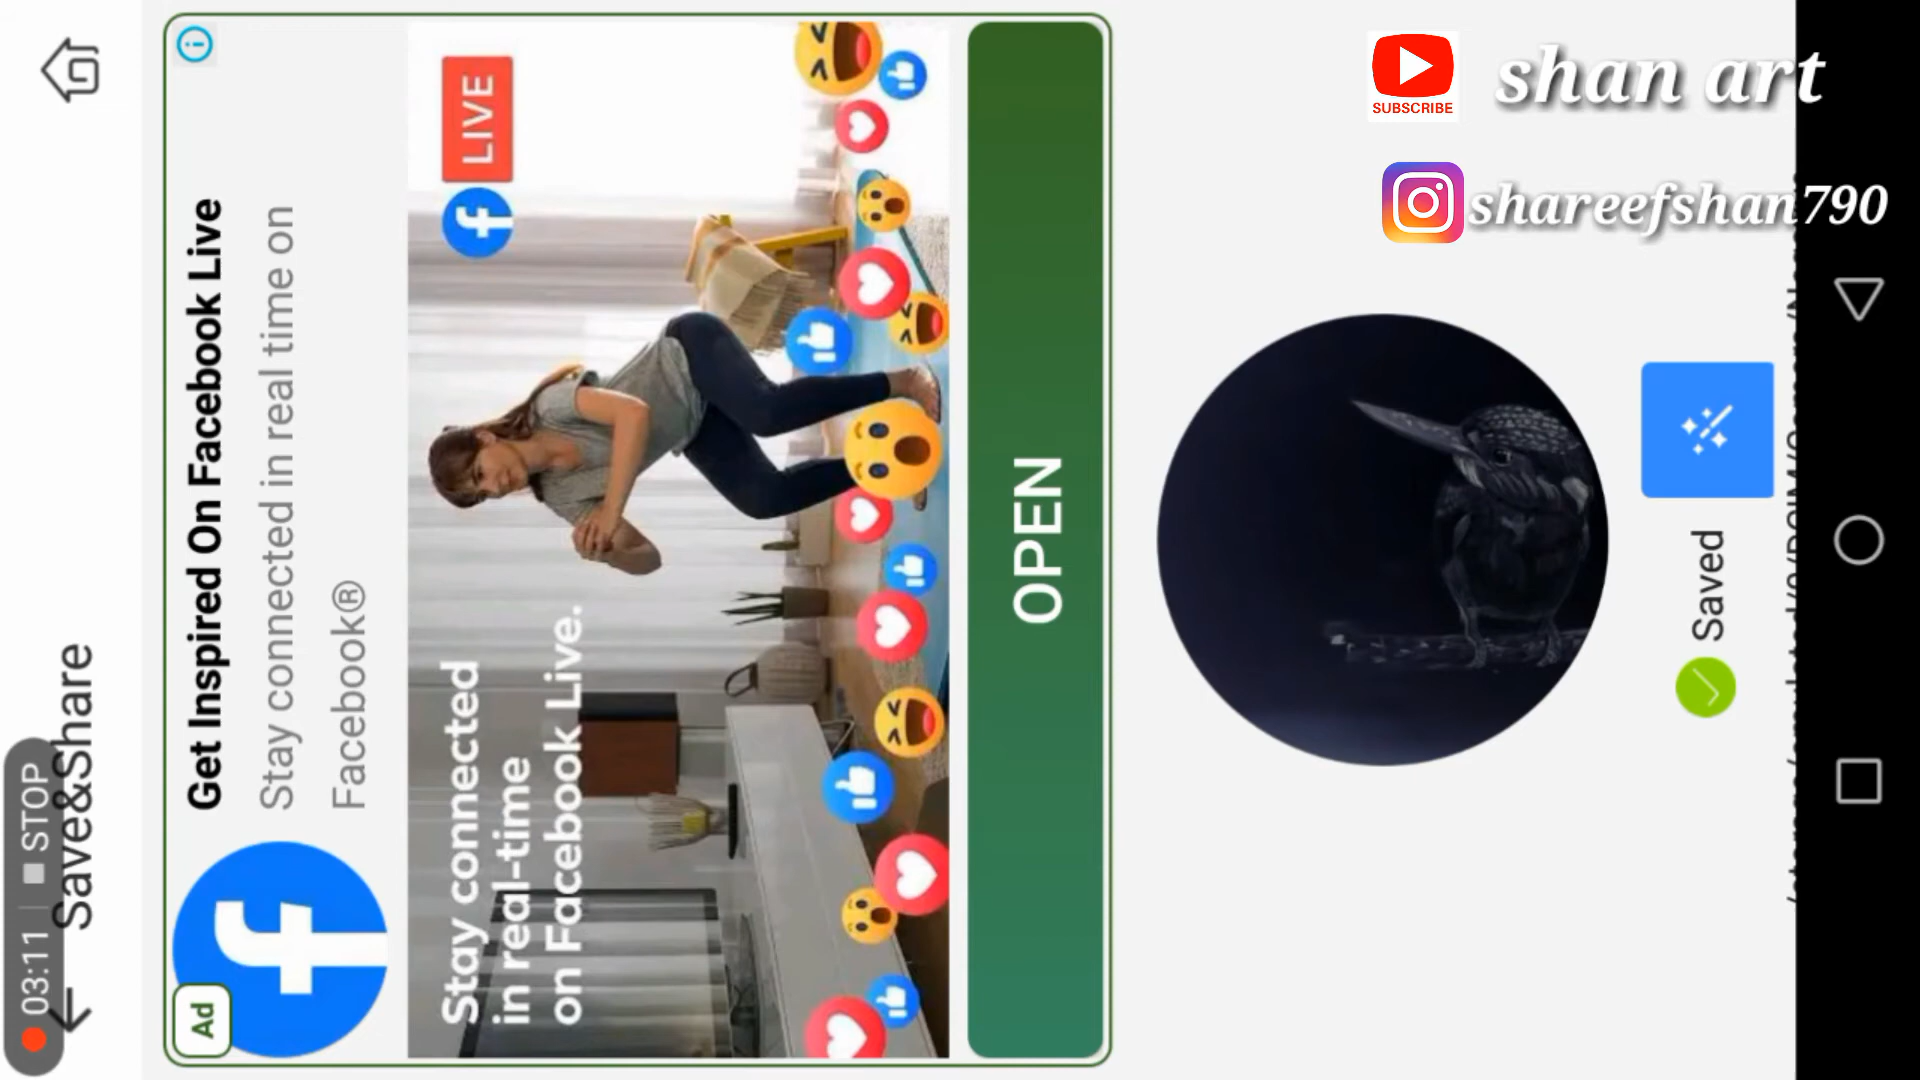 03:11 STOP
Save&Share
Ad
Get Inspired On Facebook Live
Stay connected in real time on
Facebook®
Stay connected
in real-time
on Facebook Live.
LIVE
OPEN
Saved
SUBSCRIBE
shan art
shareefshan790